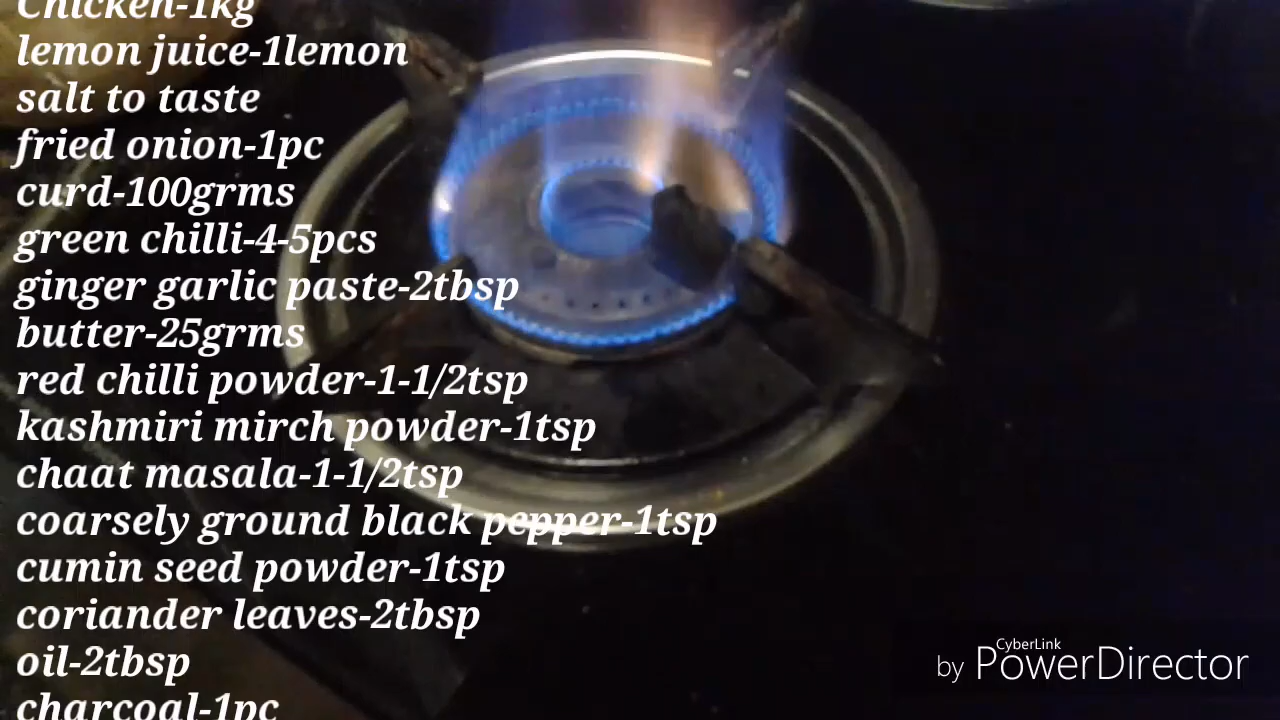 Chicken-1kg
lemon juice-1lemon
salt to taste
fried onion-1pc
curd-100grms
green chilli-4-5pcs
ginger garlic paste-2tbsp
butter-25grms
red chilli powder-1-1/2tsp
kashmiri mirch powder-1tsp
chaat masala-1-1/2tsp
coarsely ground black pepper-1tsp
cumin seed powder-1tsp
coriander leaves-2tbsp
oil-2tbsp
charcoal-1pc
CyberLink
by PowerDirector